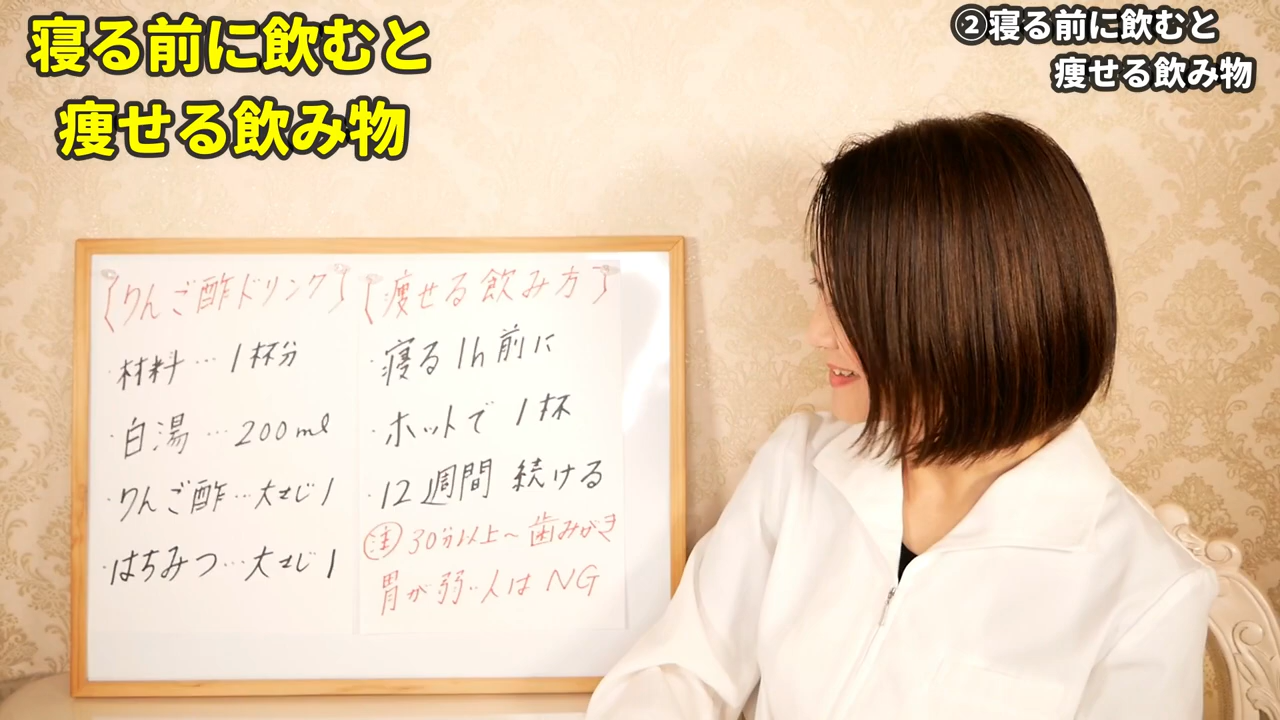 寝る前に飲むと
痩せる飲み物
②寝る前に飲むと
痩せる飲み物
{りんご酢ドリンク}
・材料…1杯分
・白湯…200ml
・りんご酢…大さじ1
・はちみつ…大さじ1
{痩せる飲み方}
・寝る1h前に
・ホットで1杯
・12週間続ける
注 30分以上〜歯みがき
胃が弱い人はNG